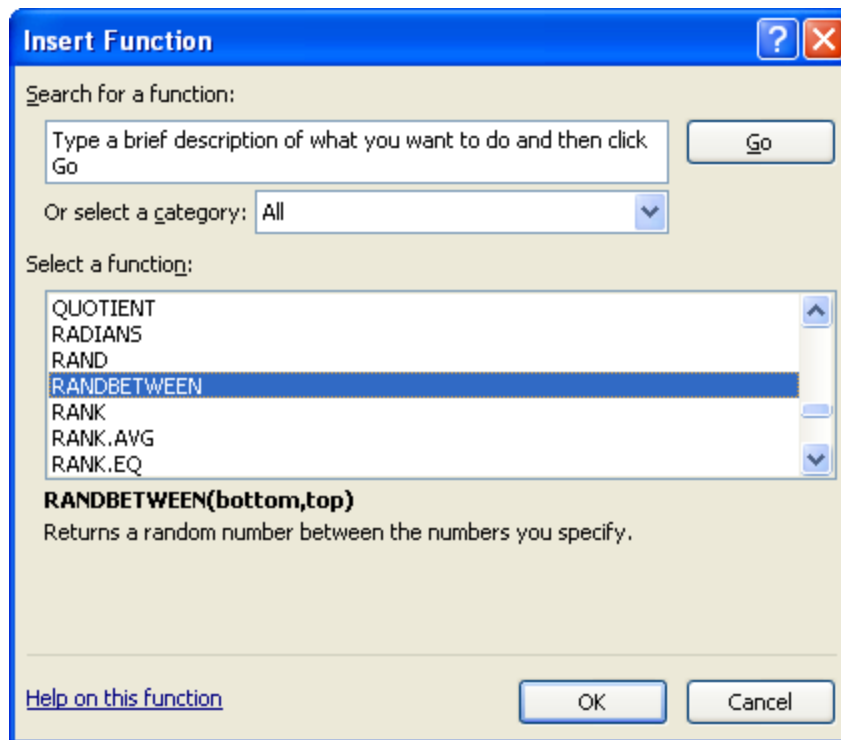 Insert Function
Search for a function:
Type a brief description of what you want to do and then click
Go
Go
Or select a category: All
Select a function:
QUOTIENT
RADIANS
RAND
RANDBETWEEN
RANK
RANK.AVG
RANK.EQ
RANDBETWEEN(bottom,top)
Returns a random number between the numbers you specify.
Help on this function
OK
Cancel